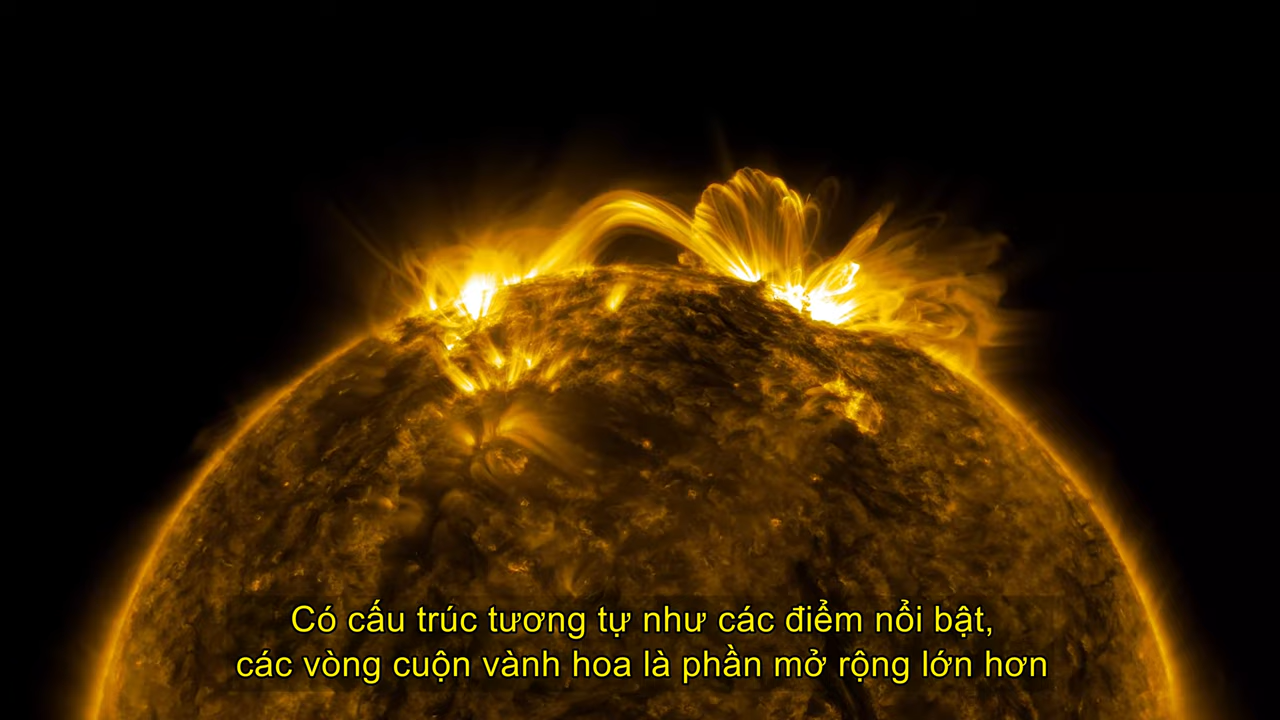 Có cấu trúc tương tự như các điểm nổi bật,
các vòng cuộn vành hoa là phần mở rộng lớn hơn